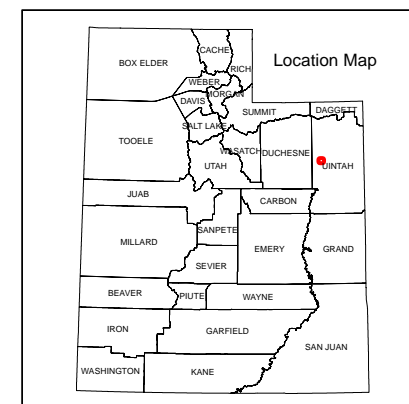 Location Map
BOX ELDER
CACHE
RICH
WEBER
MORGAN
DAVIS
SUMMIT
DAGGETT
SALT LAKE
TOOELE
WASATCH
DUCHESNE
UINTAH
UTAH
JUAB
CARBON
SANPETE
MILLARD
EMERY
GRAND
SEVIER
BEAVER
PIUTE
WAYNE
IRON
GARFIELD
SAN JUAN
WASHINGTON
KANE